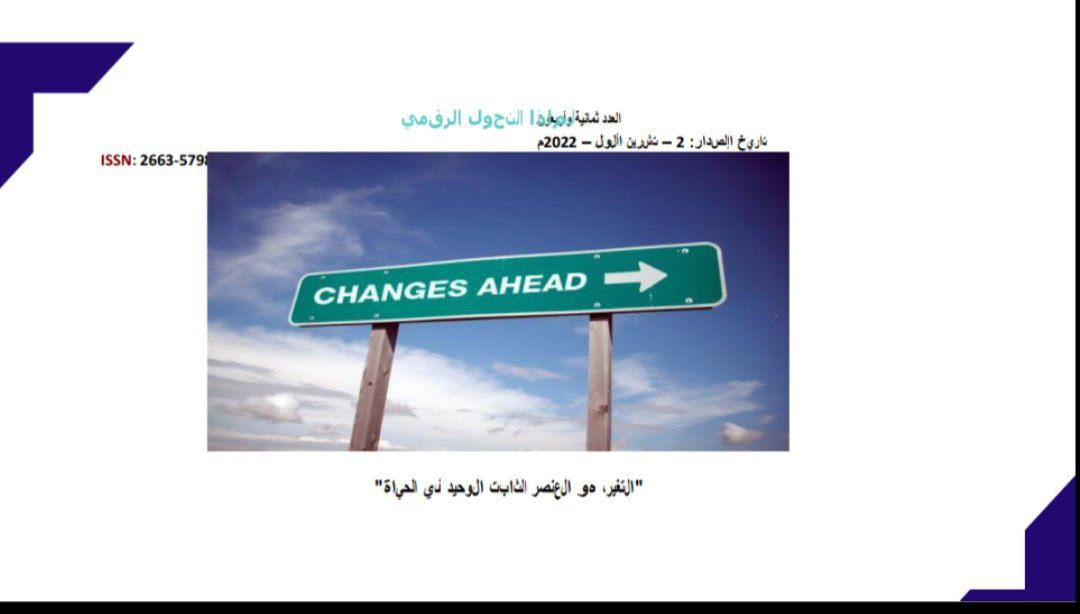 لماذا التحول الرقمي
العدد ثمانية وأربعون
تاريخ الإصدار: 2 – تشرين الأول – 2022م
ISSN: 2663-5798
CHANGES AHEAD
"التغير، هو العنصر الثابت الوحيد في الحياة"